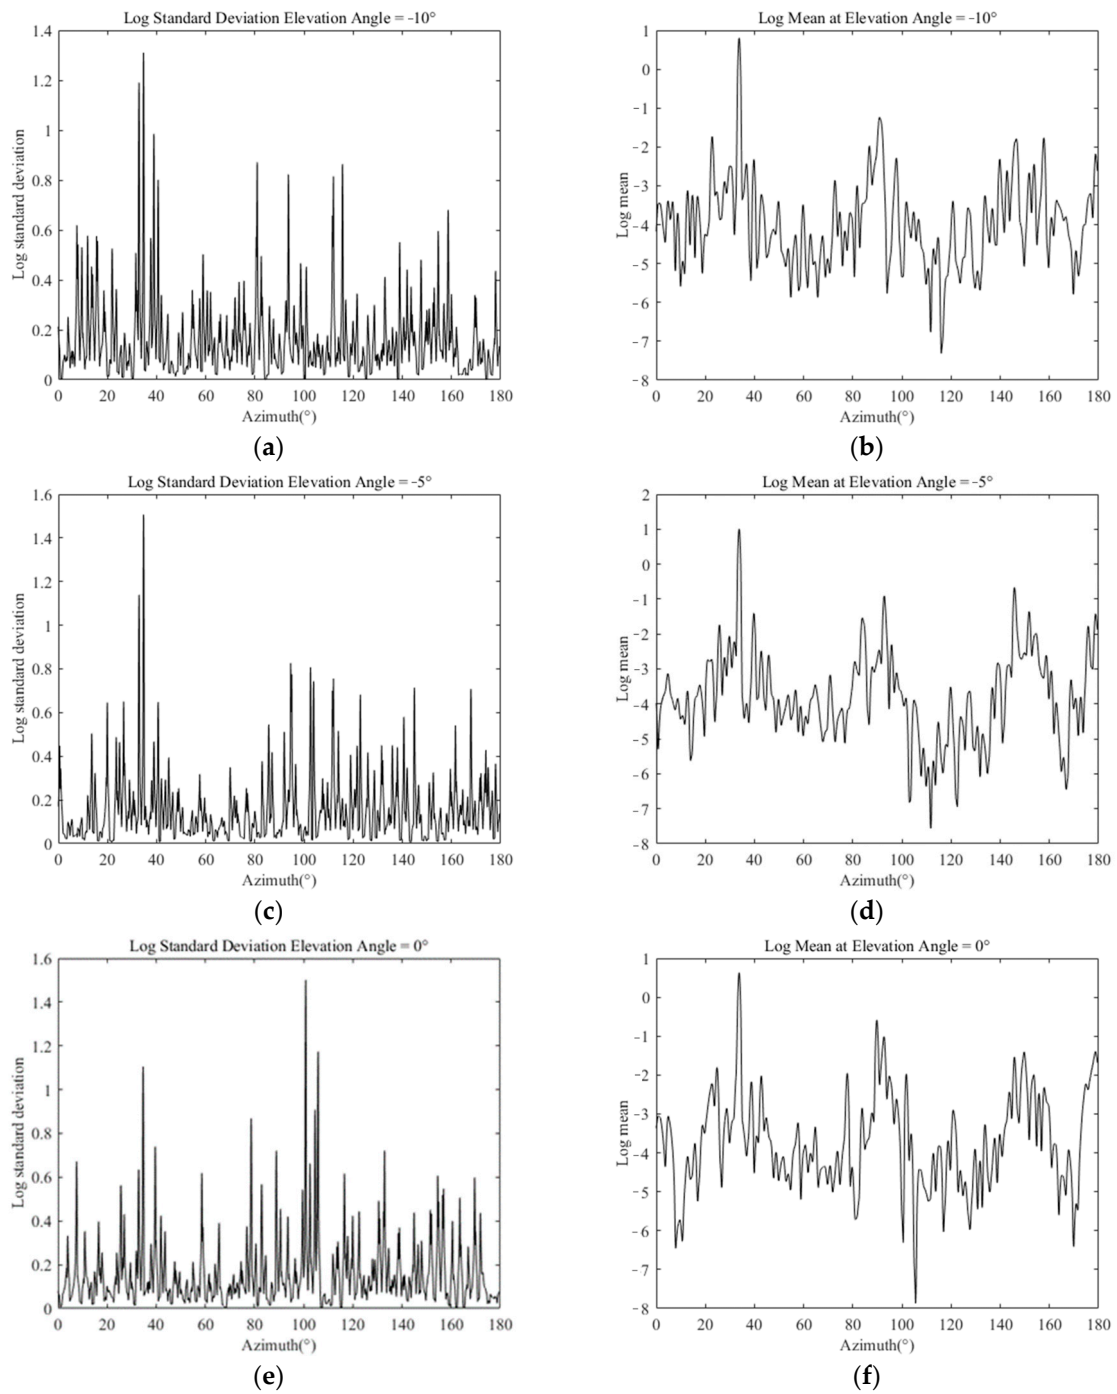 Log Standard Deviation Elevation Angle = -10°
Log standard deviation
1.4
1.2
1
0.8
0.6
0.4
0.2
0
0 20 40 60 80 100 120 140 160 180
Azimuth(°)
(a)
Log Mean at Elevation Angle = -10°
Log mean
1
0
-1
-2
-3
-4
-5
-6
-7
-8
0 20 40 60 80 100 120 140 160 180
Azimuth(°)
(b)
Log Standard Deviation Elevation Angle = -5°
Log standard deviation
1.6
1.4
1.2
1
0.8
0.6
0.4
0.2
0
0 20 40 60 80 100 120 140 160 180
Azimuth(°)
(c)
Log Mean at Elevation Angle = -5°
Log mean
2
1
0
-1
-2
-3
-4
-5
-6
-7
-8
0 20 40 60 80 100 120 140 160 180
Azimuth(°)
(d)
Log Standard Deviation Elevation Angle = 0°
Log standard deviation
1.6
1.4
1.2
1
0.8
0.6
0.4
0.2
0
0 20 40 60 80 100 120 140 160 180
Azimuth(°)
(e)
Log Mean at Elevation Angle = 0°
Log mean
1
0
-1
-2
-3
-4
-5
-6
-7
-8
0 20 40 60 80 100 120 140 160 180
Azimuth(°)
(f)